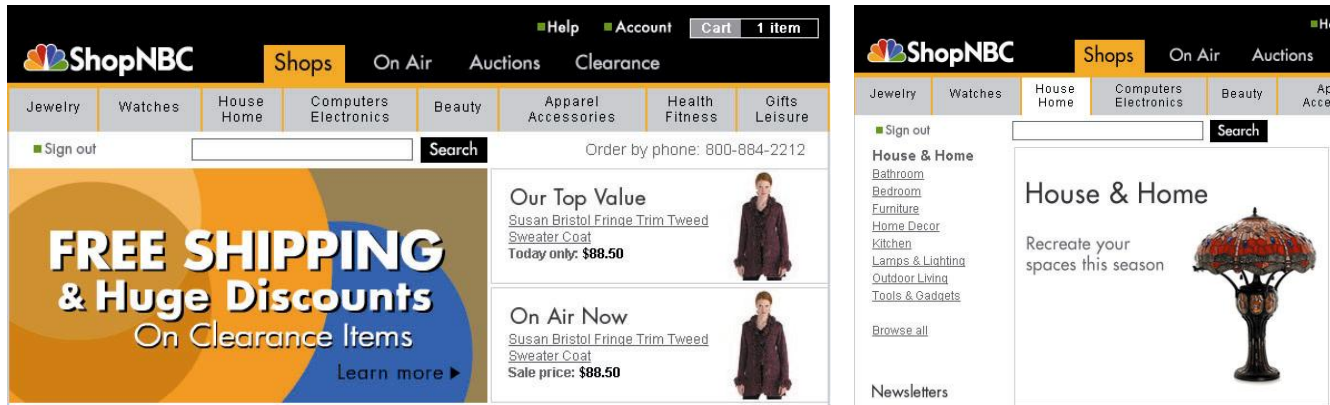 Help Account Cart 1 item
ShopNBC Shops On Air Auctions Clearance
Jewelry Watches House Home Computers Electronics Beauty Apparel Accessories Health Fitness Gifts Leisure
Sign out Search Order by phone: 800-884-2212
FREE SHIPPING
& Huge Discounts
On Clearance Items
Learn more
Our Top Value
Susan Bristol Fringe Trim Tweed
Sweater Coat
Today only: $88.50
On Air Now
Susan Bristol Fringe Trim Tweed
Sweater Coat
Sale price: $88.50
ShopNBC Shops On Air Auctions
Jewelry Watches House Home Computers Electronics Beauty
Sign out Search
House & Home
Bathroom
Bedroom
Furniture
Home Decor
Kitchen
Lamps & Lighting
Outdoor Living
Tools & Gadgets
Browse all
Newsletters
House & Home
Recreate your
spaces this season